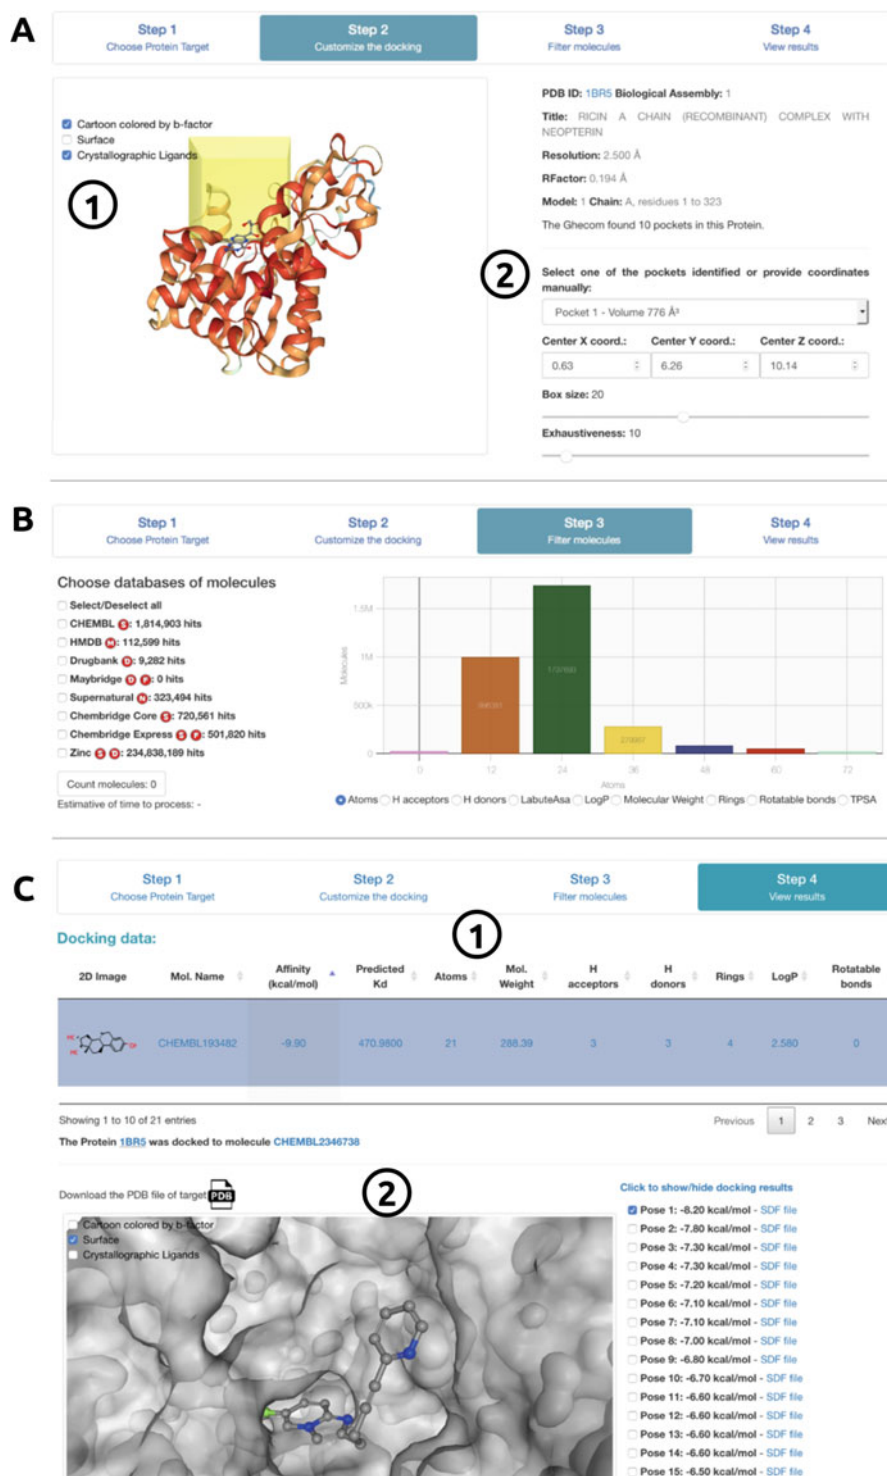 A
Step 1
Choose Protein Target
Step 2
Customize the docking
Step 3
Filter molecules
Step 4
View results
Cartoon colored by b-factor
Surface
Crystallographic Ligands
1
PDB ID: 1BR5 Biological Assembly: 1
Title: RICIN A CHAIN (RECOMBINANT) COMPLEX WITH
NEOPTERIN
Resolution: 2.500 Å
RFactor: 0.194 Å
Model: 1 Chain: A, residues 1 to 323
The Ghecom found 10 pockets in this Protein.
2
Select one of the pockets identified or provide coordinates
manually:
Pocket 1 - Volume 776 Å³
Center X coord.: Center Y coord.: Center Z coord.:
0.63 6.26 10.14
Box size: 20
Exhaustiveness: 10
B
Step 1
Choose Protein Target
Step 2
Customize the docking
Step 3
Filter molecules
Step 4
View results
Choose databases of molecules
Select/Deselect all
CHEMBL S: 1,814,903 hits
HMDB M: 112,599 hits
Drugbank D: 9,282 hits
Maybridge D F: 0 hits
Supernatural N: 323,494 hits
Chembridge Core S: 720,561 hits
Chembridge Express S F: 501,820 hits
Zinc S D: 234,838,189 hits
Count molecules: 0
Estimative of time to process: -
Molecules
1.5M
1M
500k
0
0 12 24 36 48 60 72
Atoms
Atoms H acceptors H donors LabuteAsa LogP Molecular Weight Rings Rotatable bonds TPSA
C
Step 1
Choose Protein Target
Step 2
Customize the docking
Step 3
Filter molecules
Step 4
View results
Docking data:
1
2D Image Mol. Name Affinity (kcal/mol) Predicted Kd Atoms Mol. Weight H acceptors H donors Rings LogP Rotatable bonds
CHEMBL193482 -9.90 470.9800 21 288.39 3 3 4 2.580 0
Showing 1 to 10 of 21 entries
Previous 1 2 3 Next
The Protein 1BR5 was docked to molecule CHEMBL2346738
Download the PDB file of target PDB
2
Cartoon colored by b-factor
Surface
Crystallographic Ligands
Click to show/hide docking results
Pose 1: -8.20 kcal/mol - SDF file
Pose 2: -7.80 kcal/mol - SDF file
Pose 3: -7.30 kcal/mol - SDF file
Pose 4: -7.30 kcal/mol - SDF file
Pose 5: -7.20 kcal/mol - SDF file
Pose 6: -7.10 kcal/mol - SDF file
Pose 7: -7.10 kcal/mol - SDF file
Pose 8: -7.00 kcal/mol - SDF file
Pose 9: -6.80 kcal/mol - SDF file
Pose 10: -6.70 kcal/mol - SDF file
Pose 11: -6.60 kcal/mol - SDF file
Pose 12: -6.60 kcal/mol - SDF file
Pose 13: -6.60 kcal/mol - SDF file
Pose 14: -6.60 kcal/mol - SDF file
Pose 15: -6.50 kcal/mol - SDF file